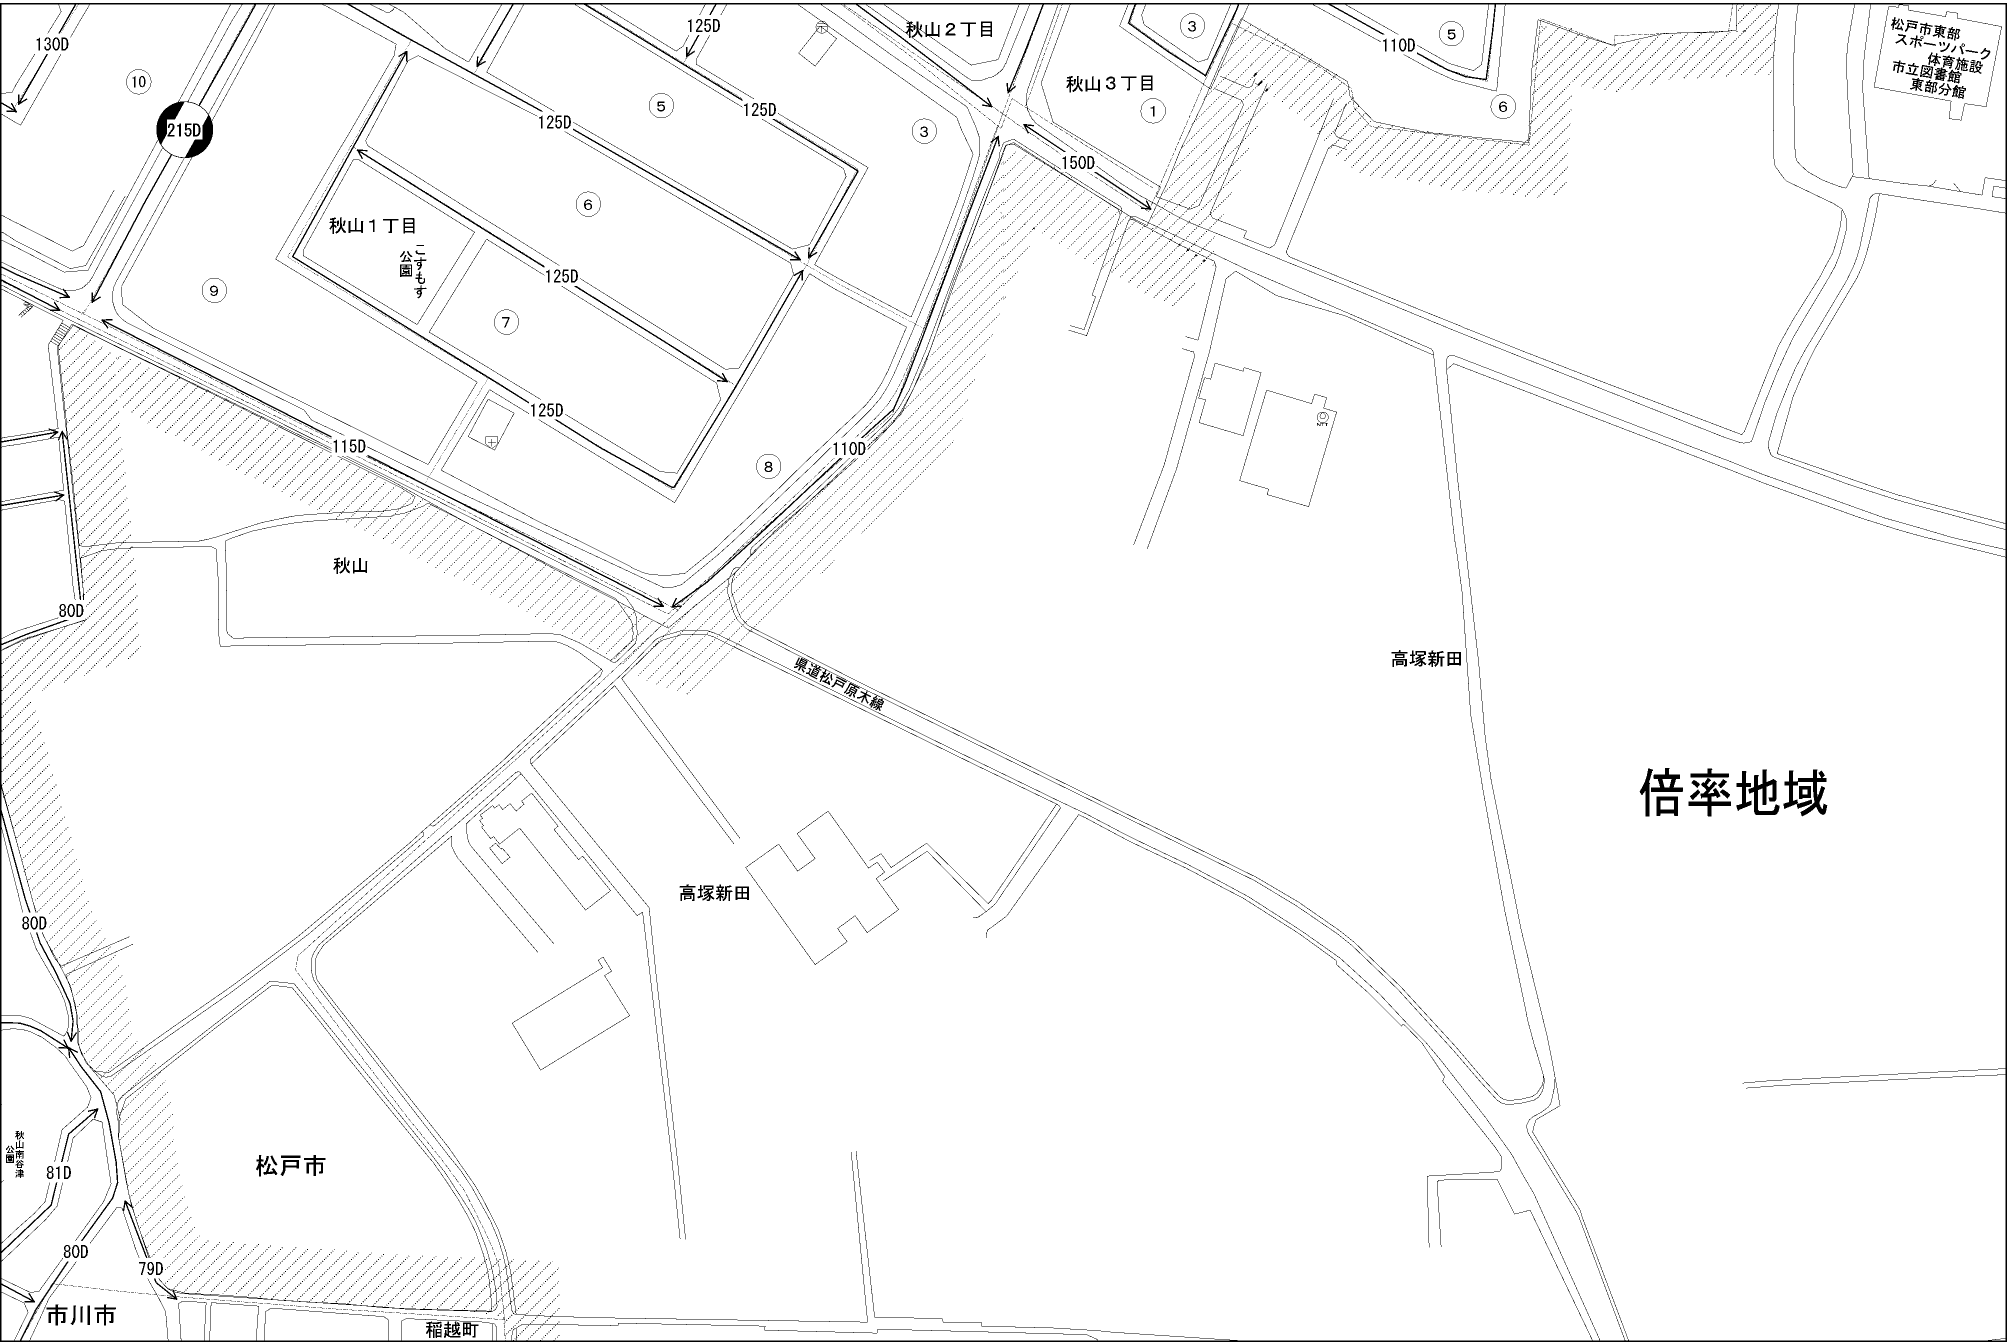 130D
125D
秋山2丁目
③
110D
⑤
松戸市東部
スポーツパーク
体育施設
市立図書館
東部分館
⑩
215D
125D
⑤
125D
③
秋山3丁目
①
⑥
150D
⑥
秋山1丁目
こすもす
公園
125D
⑨
⑦
125D
115D
110D
⑧
NTT
秋山
80D
県道松戸原木線
高塚新田
倍率地域
80D
高塚新田
秋山南谷津
公園
81D
松戸市
80D
79D
市川市
稲越町